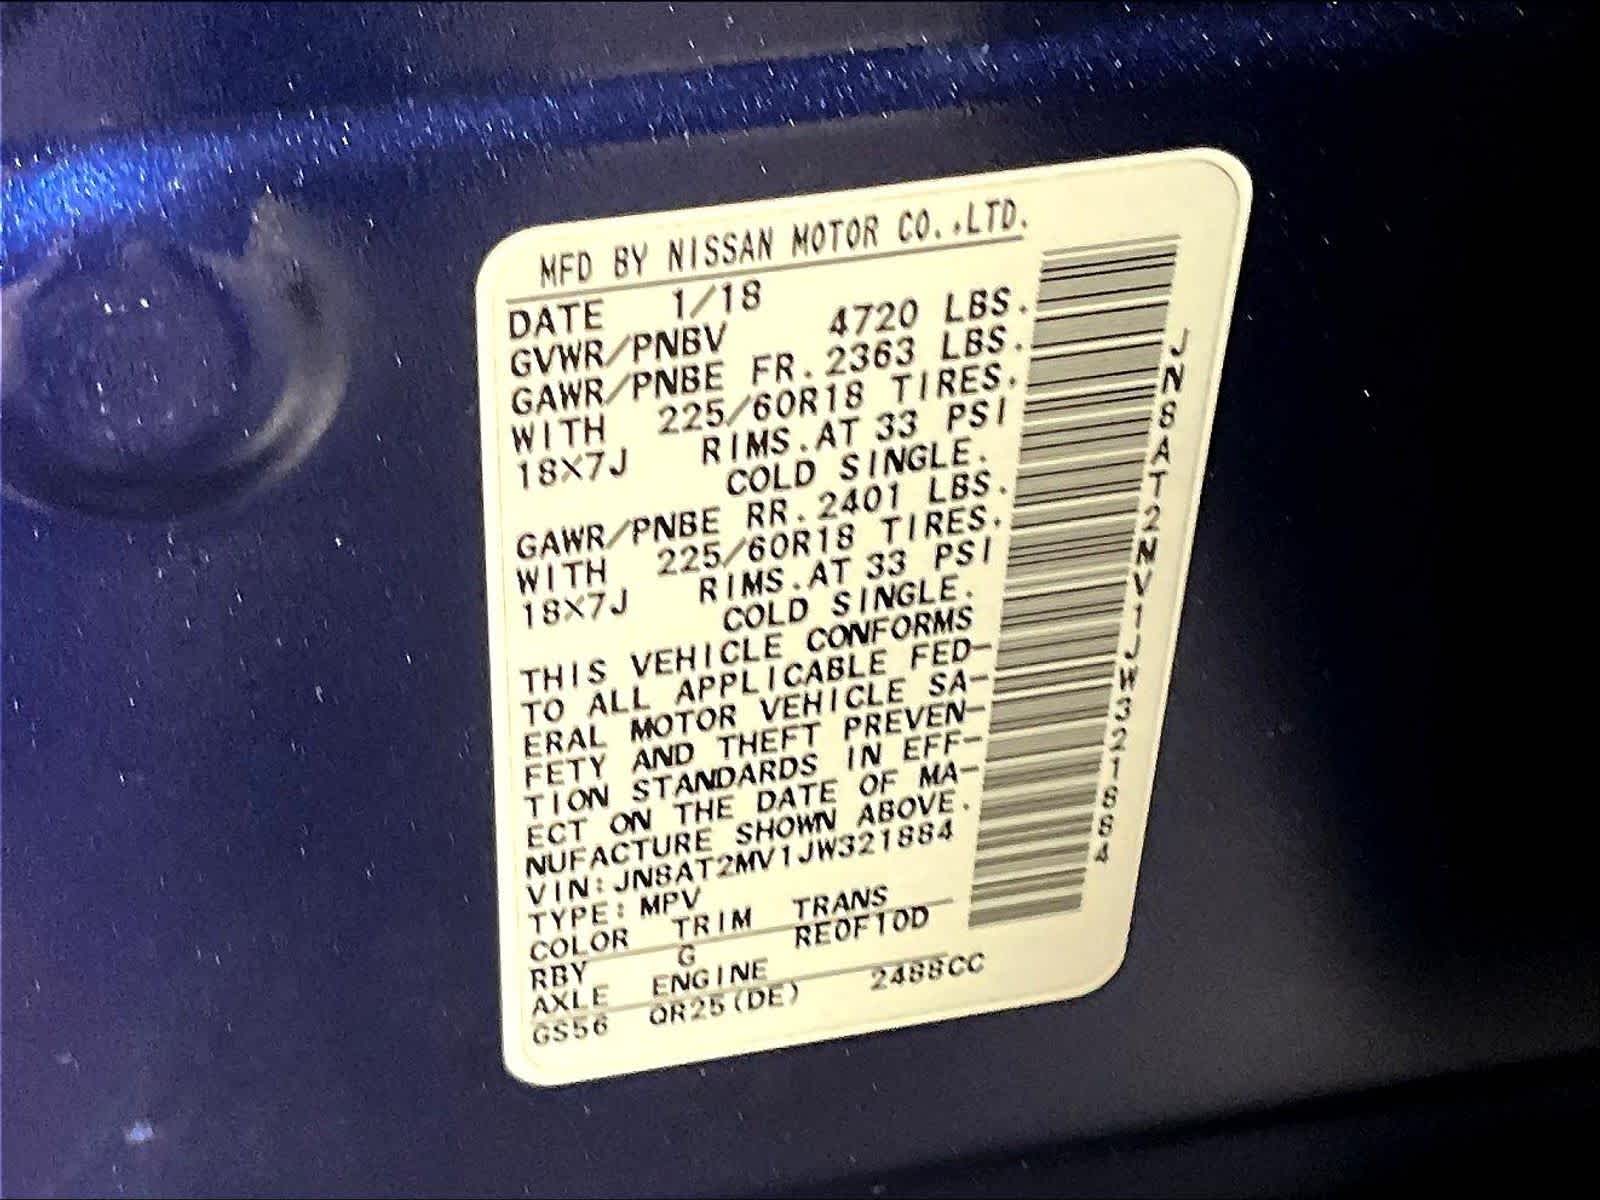 MFD BY NISSAN MOTOR CO.,LTD.
DATE 1/18
GVWR/PNBV 4720 LBS.
GAWR/PNBE FR. 2363 LBS.
WITH 225/60R18 TIRES.
18X7J RIMS.AT 33 PSI
COLD SINGLE.
GAWR/PNBE RR. 2401 LBS.
WITH 225/60R18 TIRES.
18X7J RIMS.AT 33 PSI
COLD SINGLE.
THIS VEHICLE CONFORMS
TO ALL APPLICABLE FED-
ERAL MOTOR VEHICLE SA-
FETY AND THEFT PREVEN-
TION STANDARDS IN EFF-
ECT ON THE DATE OF MA-
NUFACTURE SHOWN ABOVE.
VIN:JN8AT2MV1JW321884
TYPE:MPV
COLOR TRIM TRANS
RBY G RE0F10D
AXLE ENGINE
GS56 QR25(DE) 2488CC
JN8AT2MV1JW321884